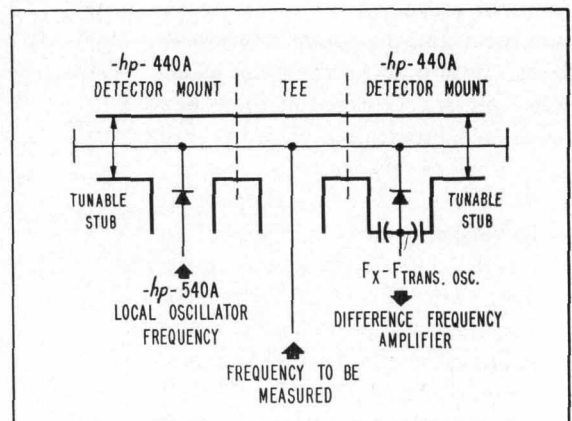 -hp- 440A
DETECTOR MOUNT
TEE
-hp- 440A
DETECTOR MOUNT
TUNABLE
STUB
TUNABLE
STUB
-hp-540A
LOCAL OSCILLATOR
FREQUENCY
FX-FTRANS. OSC.
DIFFERENCE FREQUENCY
AMPLIFIER
FREQUENCY TO BE
MEASURED